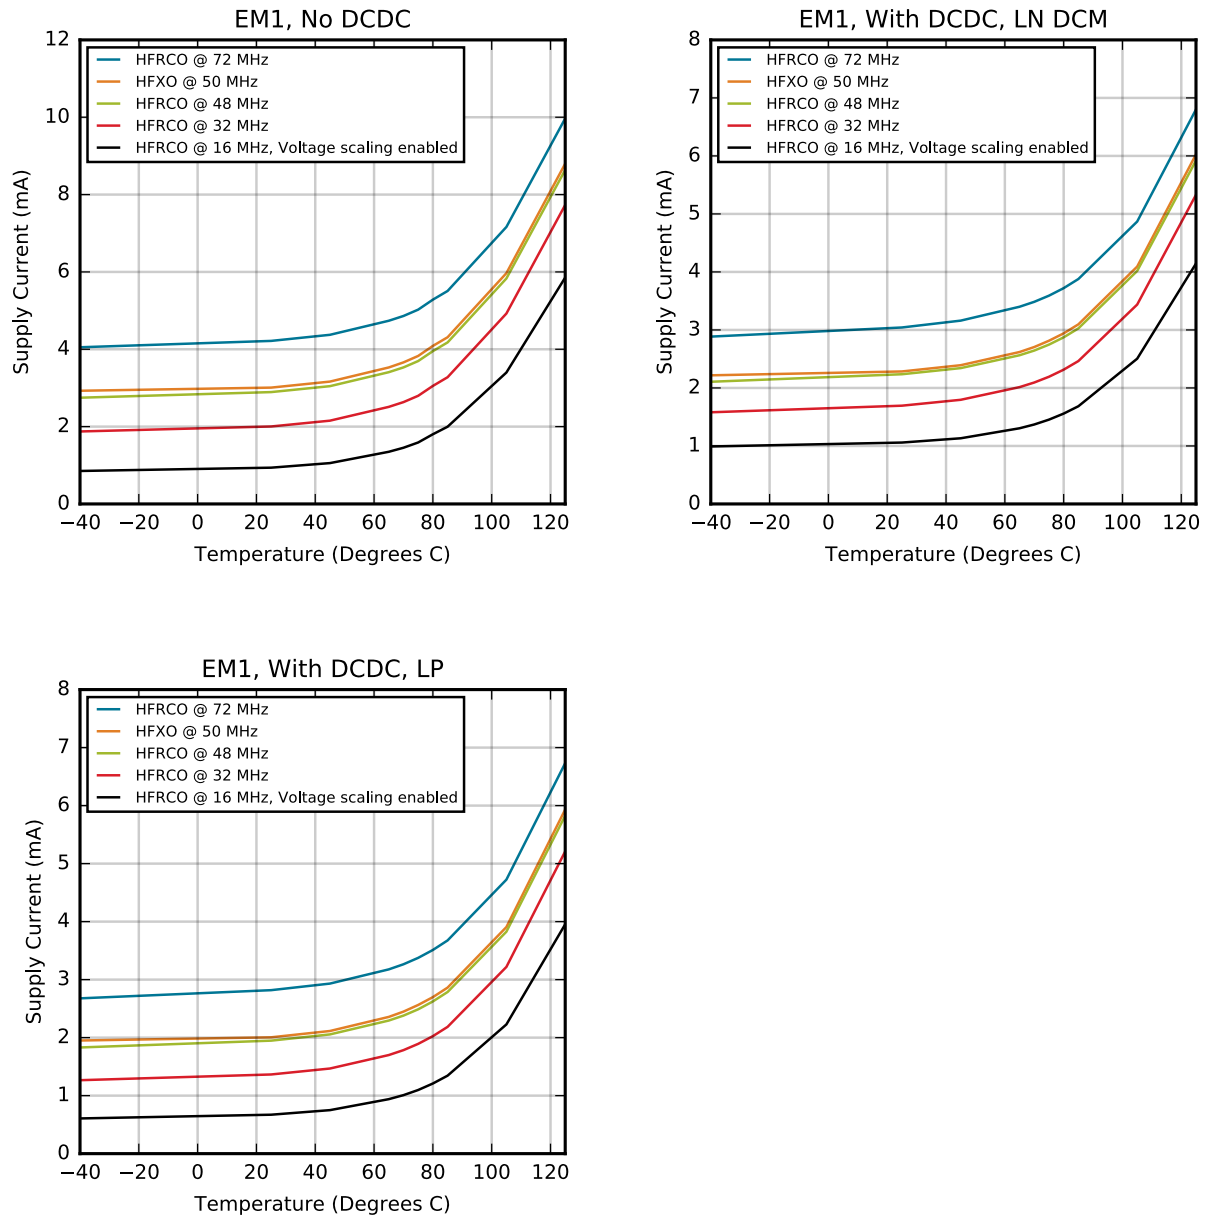 EM1, No DCDC
12
10
8
6
4
2
0
Supply Current (mA)
HFRCO @ 72 MHz
HFXO @ 50 MHz
HFRCO @ 48 MHz
HFRCO @ 32 MHz
HFRCO @ 16 MHz, Voltage scaling enabled
−40 −20 0 20 40 60 80 100 120
Temperature (Degrees C)
EM1, With DCDC, LN DCM
8
7
6
5
4
3
2
1
0
Supply Current (mA)
HFRCO @ 72 MHz
HFXO @ 50 MHz
HFRCO @ 48 MHz
HFRCO @ 32 MHz
HFRCO @ 16 MHz, Voltage scaling enabled
−40 −20 0 20 40 60 80 100 120
Temperature (Degrees C)
EM1, With DCDC, LP
8
7
6
5
4
3
2
1
0
Supply Current (mA)
HFRCO @ 72 MHz
HFXO @ 50 MHz
HFRCO @ 48 MHz
HFRCO @ 32 MHz
HFRCO @ 16 MHz, Voltage scaling enabled
−40 −20 0 20 40 60 80 100 120
Temperature (Degrees C)